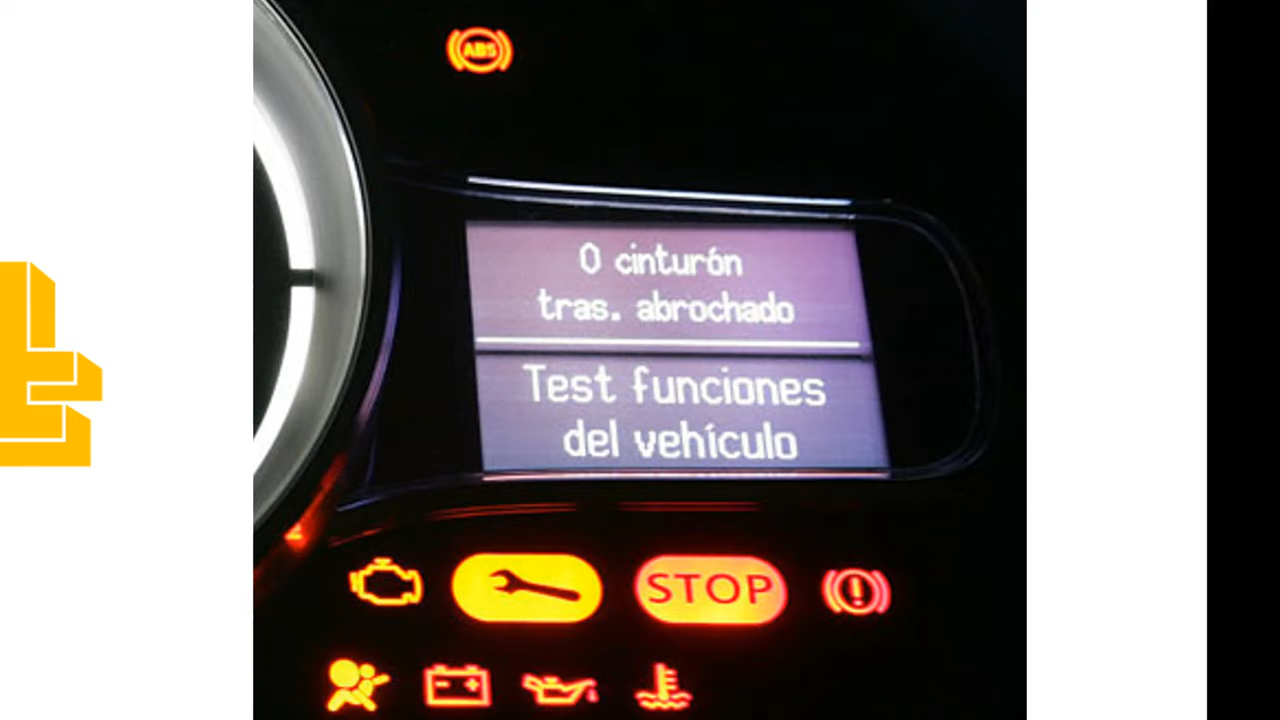 ABS
0 cinturón
tras. abrochado
Test funciones
del vehículo
STOP